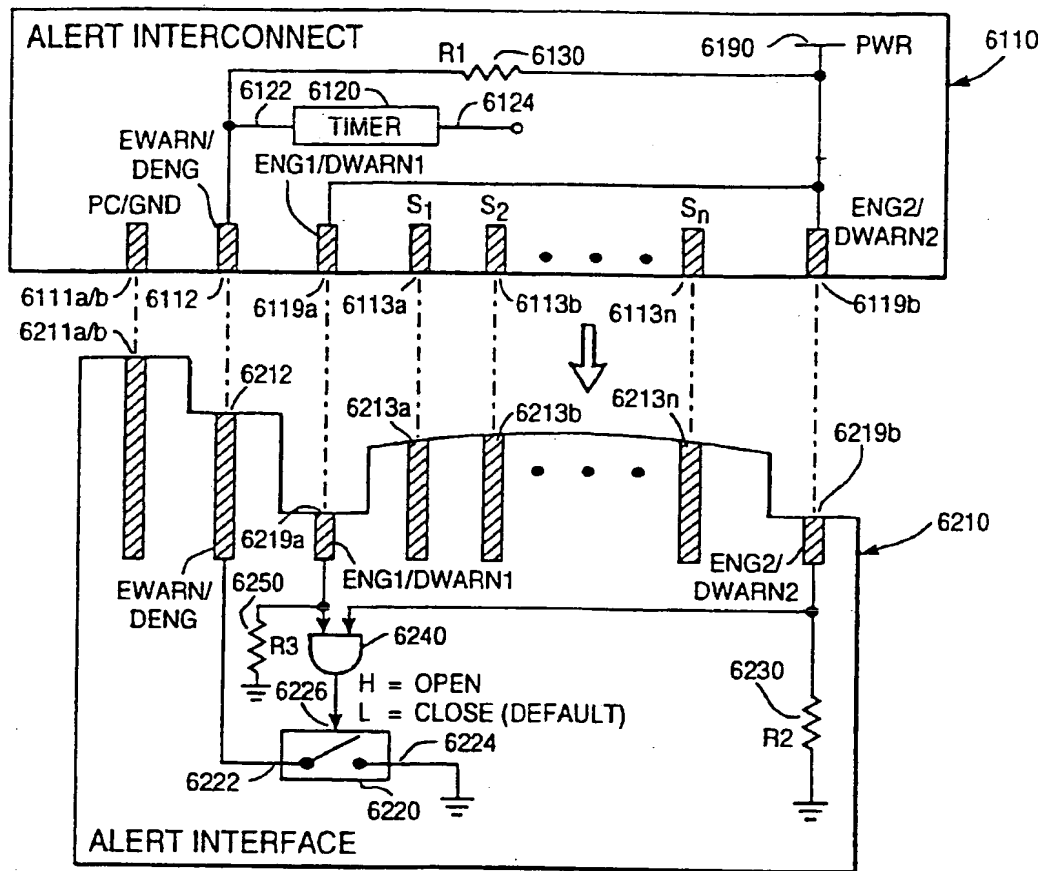 ALERT INTERCONNECT
R1
6130
6190
PWR
6110
6122
6120
6124
TIMER
EWARN/
DENG
ENG1/DWARN1
PC/GND
S1
S2
Sn
ENG2/
DWARN2
6111a/b
6112
6119a
6113a
6113b
6113n
6119b
6211a/b
6212
6213a
6213b
6213n
6219b
6219a
6210
EWARN/
DENG
ENG1/DWARN1
ENG2/
DWARN2
6250
R3
6240
6230
H = OPEN
L = CLOSE (DEFAULT)
6226
6224
R2
6222
6220
ALERT INTERFACE